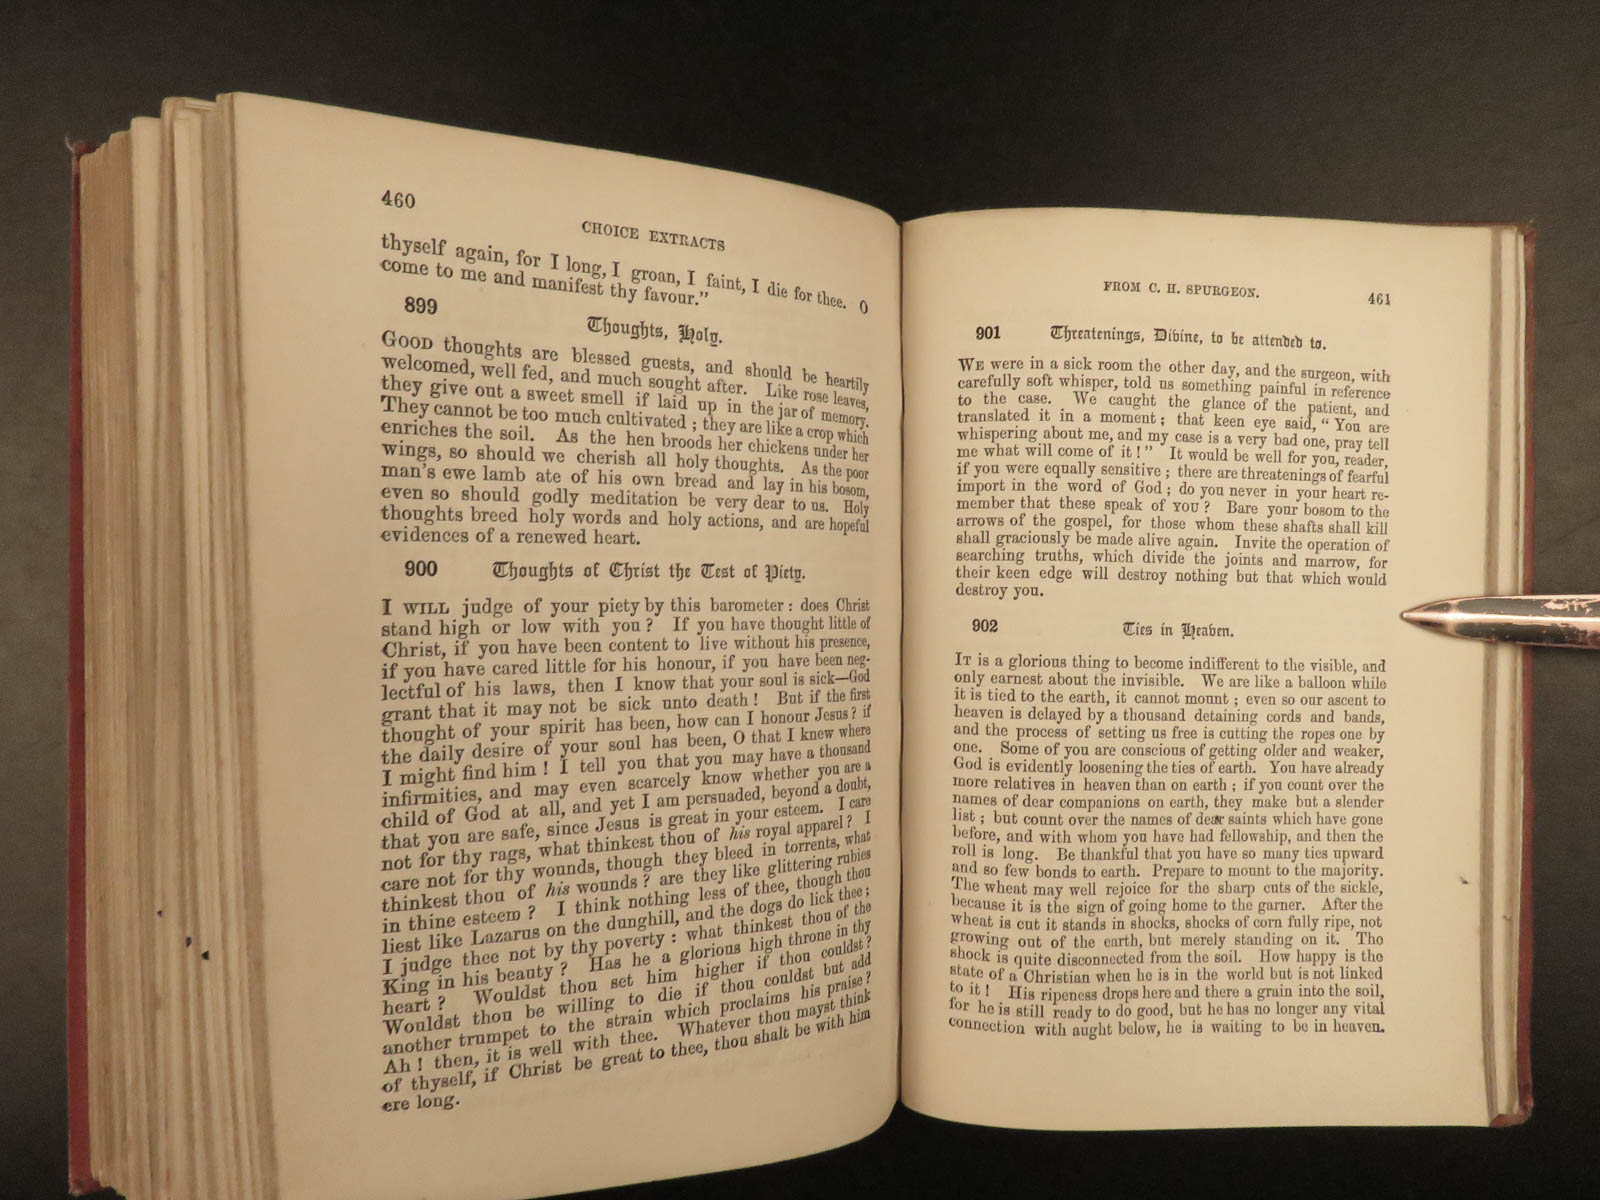 460
CHOICE EXTRACTS
thyself again, for I long, I groan, I faint, I die for thee. O
come to me and manifest thy favour."
899
Thoughts, Holy.
GOOD thoughts are blessed guests, and should be heartily
welcomed, well fed, and much sought after. Like rose leaves,
they give out a sweet smell if laid up in the jar of memory.
They cannot be too much cultivated; they are like a crop which
enriches the soil. As the hen broods her chickens under her
wings, so should we cherish all holy thoughts. As the poor
man's ewe lamb ate of his own bread and lay in his bosom,
even so should godly meditation be very dear to us. Holy
thoughts breed holy words and holy actions, and are hopeful
evidences of a renewed heart.
900 Thoughts of Christ the Test of Piety.
I WILL judge of your piety by this barometer: does Christ
stand high or low with you? If you have thought little of
Christ, if you have been content to live without his presence,
if you have cared little for his honour, if you have been neg-
lectful of his laws, then I know that your soul is sick—God
grant that it may not be sick unto death! But if the first
thought of your spirit has been, how can I honour Jesus? if
the daily desire of your soul has been, O that I knew where
I might find him! I tell you that you may have a thousand
infirmities, and may even scarcely know whether you are a
child of God at all, and yet I am persuaded, beyond a doubt,
that you are safe, since Jesus is great in your esteem. I care
not for thy rags, what thinkest thou of his royal apparel? I
care not for thy wounds, though they bleed in torrents, what
thinkest thou of his wounds? are they like glittering rubies
in thine esteem? I think nothing less of thee, though thou
liest like Lazarus on the dunghill, and the dogs do lick thee;
I judge thee not by thy poverty: what thinkest thou of the
King in his beauty? Has he a glorious high throne in thy
heart? Wouldst thou set him higher if thou couldst?
Wouldst thou be willing to die if thou couldst but add
another trumpet to the strain which proclaims his praise?
Ah! then, it is well with thee. Whatever thou mayst think
of thyself, if Christ be great to thee, thou shalt be with him
ere long.
FROM C. H. SPURGEON.
461
901 Threatenings, Divine, to be attended to.
WE were in a sick room the other day, and the surgeon, with
carefully soft whisper, told us something painful in reference
to the case. We caught the glance of the patient, and
translated it in a moment; that keen eye said, "You are
whispering about me, and my case is a very bad one, pray tell
me what will come of it!" It would be well for you, reader,
if you were equally sensitive; there are threatenings of fearful
import in the word of God; do you never in your heart re-
member that these speak of YOU? Bare your bosom to the
arrows of the gospel, for those whom these shafts shall kill
shall graciously be made alive again. Invite the operation of
searching truths, which divide the joints and marrow, for
their keen edge will destroy nothing but that which would
destroy you.
902 Ties in Heaven.
IT is a glorious thing to become indifferent to the visible, and
only earnest about the invisible. We are like a balloon while
it is tied to the earth, it cannot mount; even so our ascent to
heaven is delayed by a thousand detaining cords and bands,
and the process of setting us free is cutting the ropes one by
one. Some of you are conscious of getting older and weaker,
God is evidently loosening the ties of earth. You have already
more relatives in heaven than on earth; if you count over the
names of dear companions on earth, they make but a slender
list; but count over the names of dear saints which have gone
before, and with whom you have had fellowship, and then the
roll is long. Be thankful that you have so many ties upward
and so few bonds to earth. Prepare to mount to the majority.
The wheat may well rejoice for the sharp cuts of the sickle,
because it is the sign of going home to the garner. After the
wheat is cut it stands in shocks, shocks of corn fully ripe, not
growing out of the earth, but merely standing on it. The
shock is quite disconnected from the soil. How happy is the
state of a Christian when he is in the world but is not linked
to it! His ripeness drops here and there a grain into the soil,
for he is still ready to do good, but he has no longer any vital
connection with aught below, he is waiting to be in heaven.